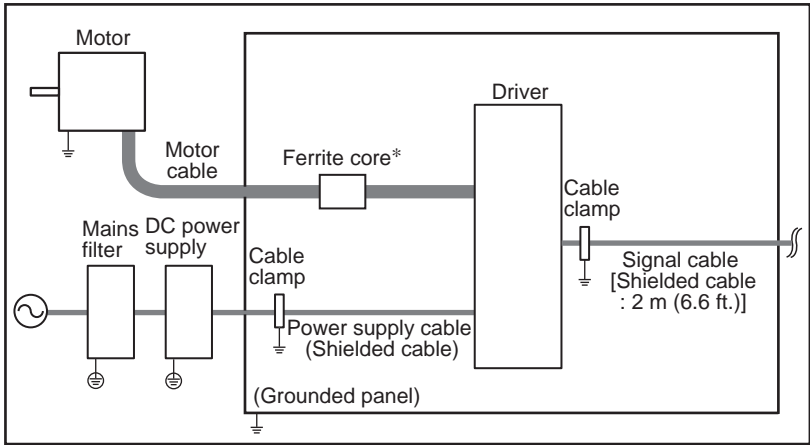 Motor
Driver
Motor
cable
Ferrite core*
Cable
clamp
Mains
filter
DC power
supply
Cable
clamp
Signal cable
[Shielded cable
: 2 m (6.6 ft.)]
Power supply cable
(Shielded cable)
(Grounded panel)